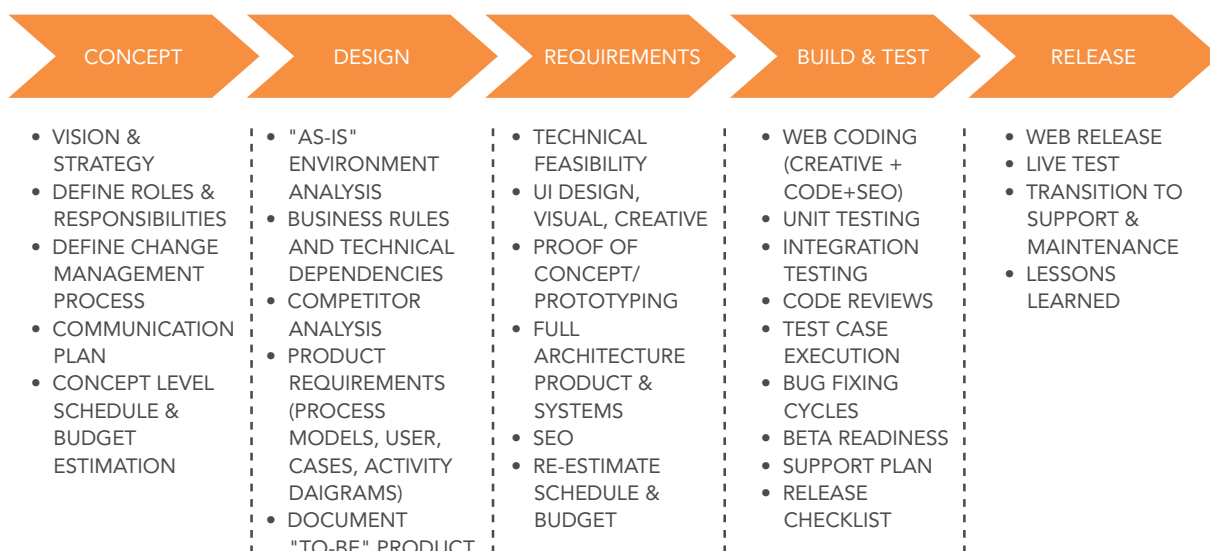 CONCEPT
DESIGN
REQUIREMENTS
BUILD & TEST
RELEASE
• VISION &
STRATEGY
• DEFINE ROLES &
RESPONSIBILITIES
• DEFINE CHANGE
MANAGEMENT
PROCESS
• COMMUNICATION
PLAN
• CONCEPT LEVEL
SCHEDULE &
BUDGET
ESTIMATION
• "AS-IS"
ENVIRONMENT
ANALYSIS
• BUSINESS RULES
AND TECHNICAL
DEPENDENCIES
• COMPETITOR
ANALYSIS
• PRODUCT
REQUIREMENTS
(PROCESS
MODELS, USER,
CASES, ACTIVITY
DAIGRAMS)
• DOCUMENT
"TO-BE" PRODUCT
• TECHNICAL
FEASIBILITY
• UI DESIGN,
VISUAL, CREATIVE
• PROOF OF
CONCEPT/
PROTOTYPING
• FULL
ARCHITECTURE
PRODUCT &
SYSTEMS
• SEO
• RE-ESTIMATE
SCHEDULE &
BUDGET
• WEB CODING
(CREATIVE +
CODE+SEO)
• UNIT TESTING
• INTEGRATION
TESTING
• CODE REVIEWS
• TEST CASE
EXECUTION
• BUG FIXING
CYCLES
• BETA READINESS
• SUPPORT PLAN
• RELEASE
CHECKLIST
• WEB RELEASE
• LIVE TEST
• TRANSITION TO
SUPPORT &
MAINTENANCE
• LESSONS
LEARNED